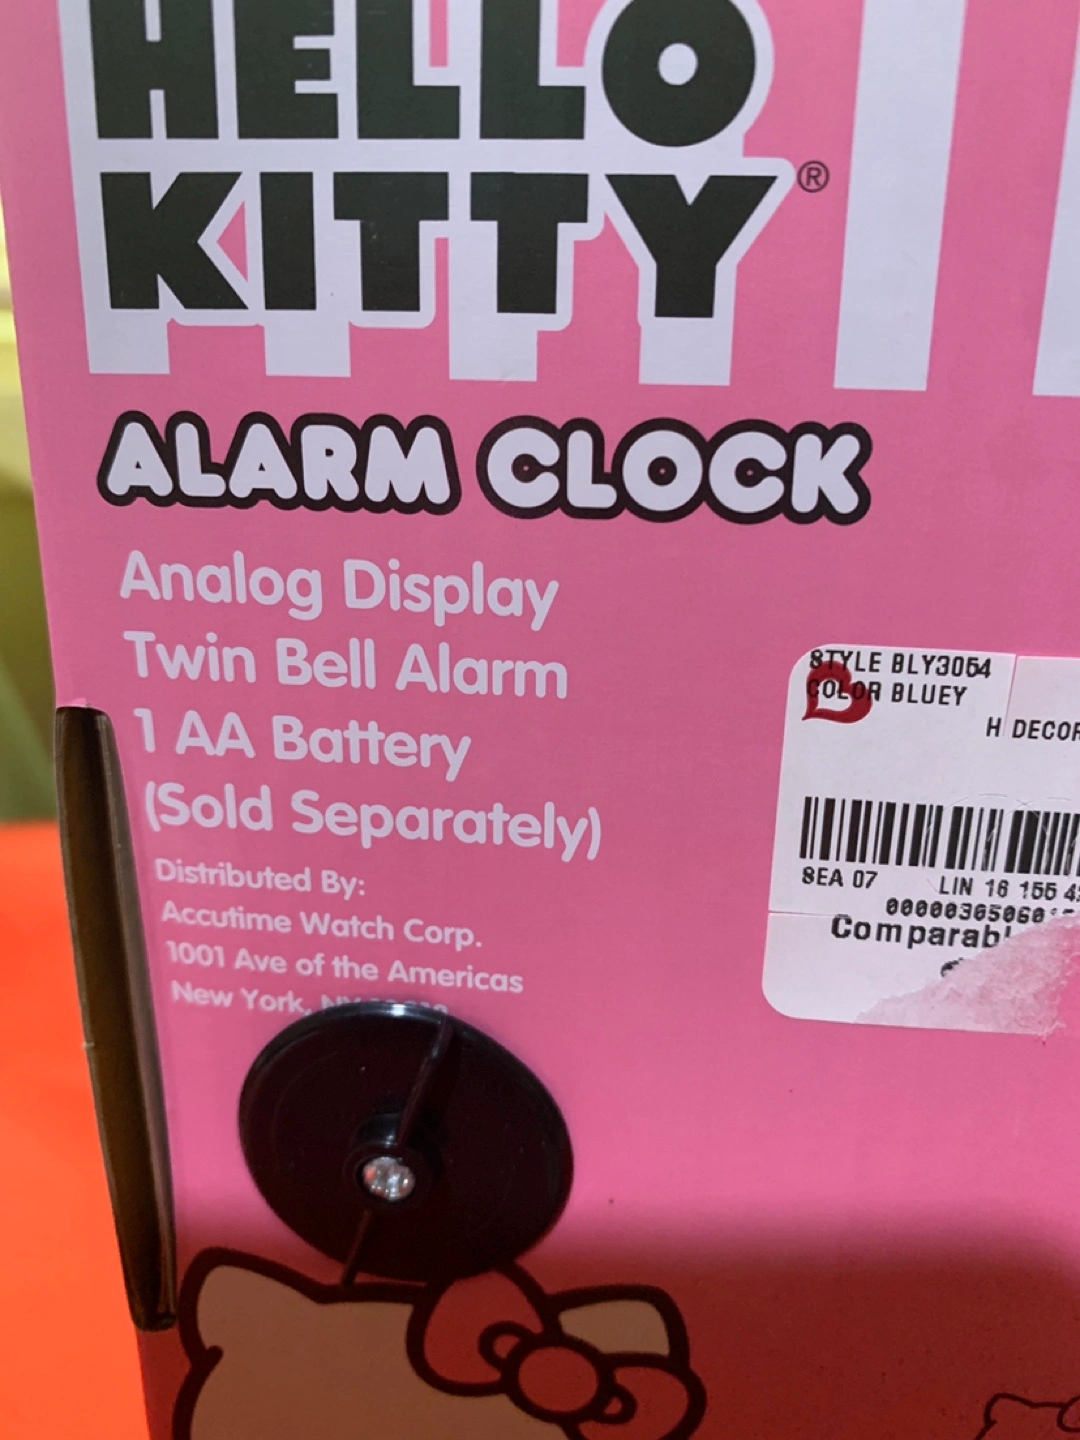 HELLO
KITTY®
ALARM CLOCK
Analog Display
Twin Bell Alarm
1 AA Battery
(Sold Separately)
Distributed By:
Accutime Watch Corp.
1001 Ave of the Americas
New York,
STYLE BLY3054
COLOR BLUEY
H DECOR
SEA 07 LIN 16 155